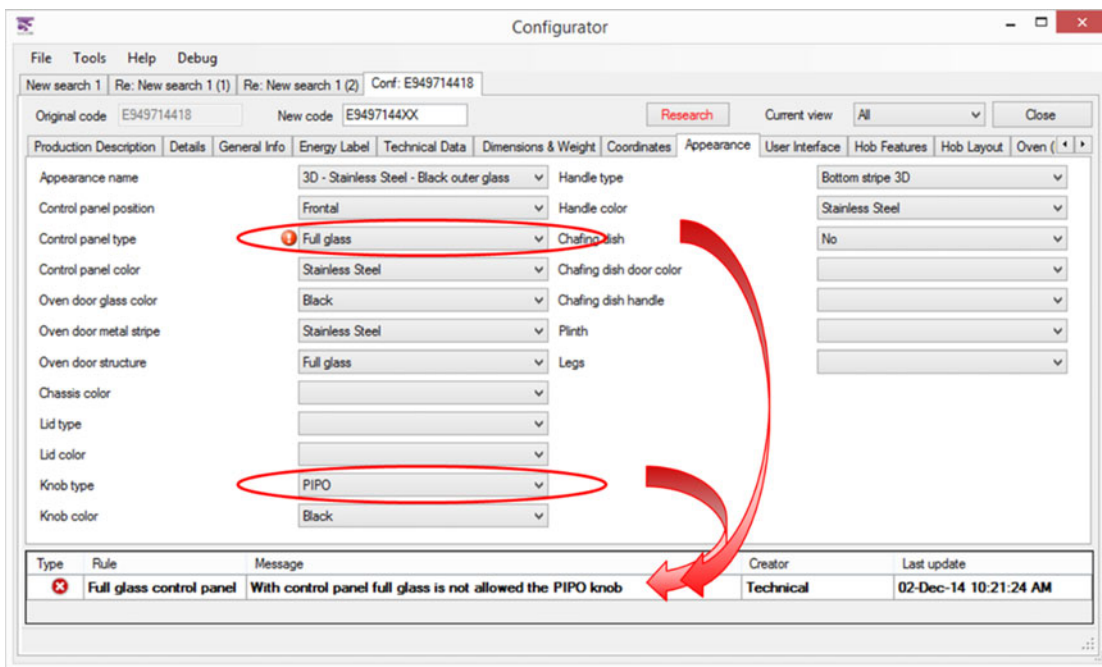 Configurator
File Tools Help Debug
New search 1 Re: New search 1 (1) Re: New search 1 (2) Conf: E949714418
Original code E949714418 New code E9497144XX Research Current view All Close
Production Description Details General Info Energy Label Technical Data Dimensions & Weight Coordinates Appearance User Interface Hob Features Hob Layout Oven (
Appearance name 3D - Stainless Steel - Black outer glass Handle type Bottom stripe 3D
Control panel position Frontal Handle color Stainless Steel
Control panel type Full glass Chafing dish No
Control panel color Stainless Steel Chafing dish door color
Oven door glass color Black Chafing dish handle
Oven door metal stripe Stainless Steel Plinth
Oven door structure Full glass Legs
Chassis color
Lid type
Lid color
Knob type PIPO
Knob color Black
Type Rule Message Creator Last update
Full glass control panel With control panel full glass is not allowed the PIPO knob Technical 02-Dec-14 10:21:24 AM